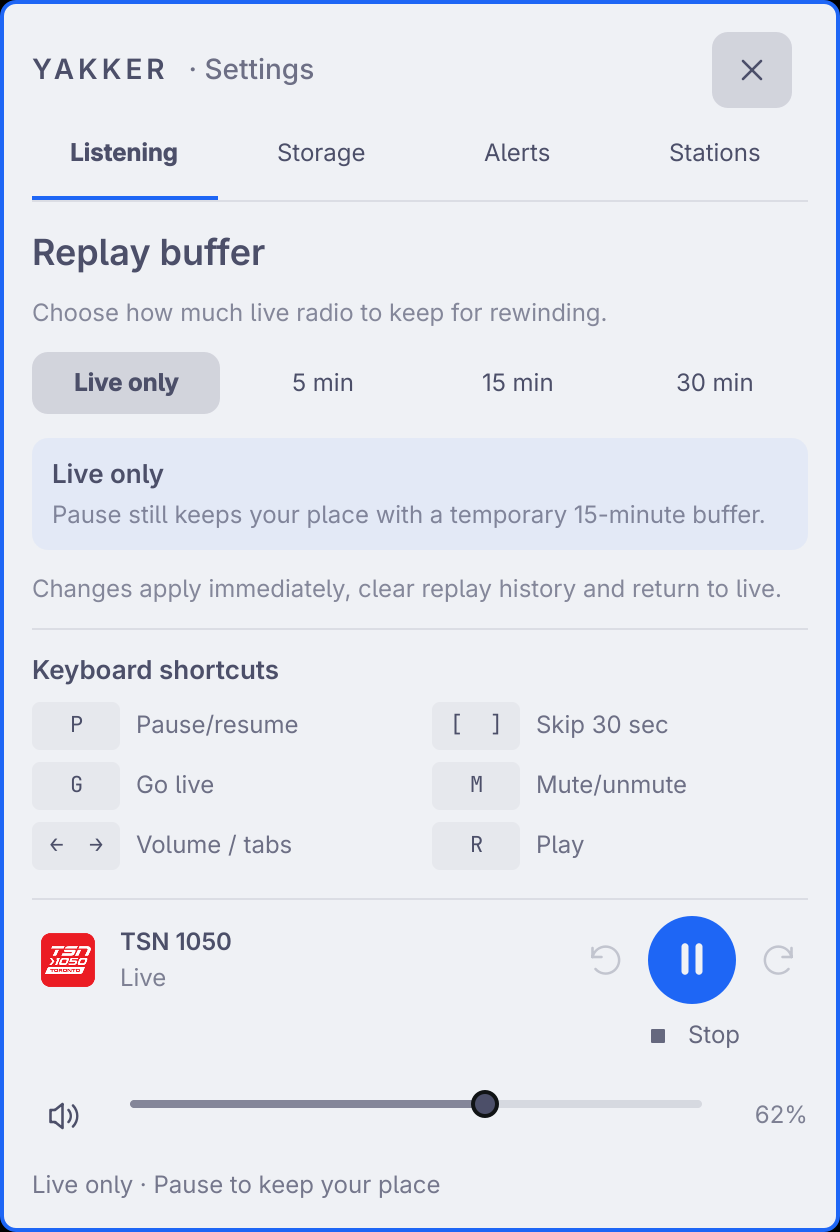 YAKKER · Settings
Listening Storage Alerts Stations
Replay buffer
Choose how much live radio to keep for rewinding.
Live only 5 min 15 min 30 min
Live only
Pause still keeps your place with a temporary 15-minute buffer.
Changes apply immediately, clear replay history and return to live.
Keyboard shortcuts
P Pause/resume [ ] Skip 30 sec
G Go live M Mute/unmute
← → Volume / tabs R Play
TSN
1050
TORONTO
TSN 1050
Live
Stop
62%
Live only · Pause to keep your place